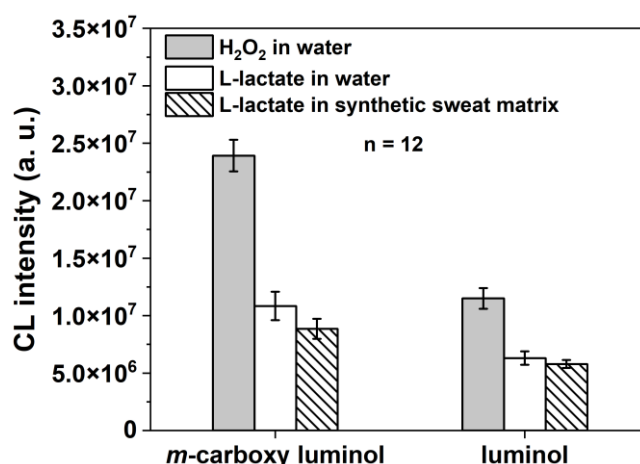 CL intensity (a. u.)
3.5×10⁷
3.0×10⁷
2.5×10⁷
2.0×10⁷
1.5×10⁷
1.0×10⁷
5.0×10⁶
0
H₂O₂ in water
L-lactate in water
L-lactate in synthetic sweat matrix
n = 12
m-carboxy luminol
luminol